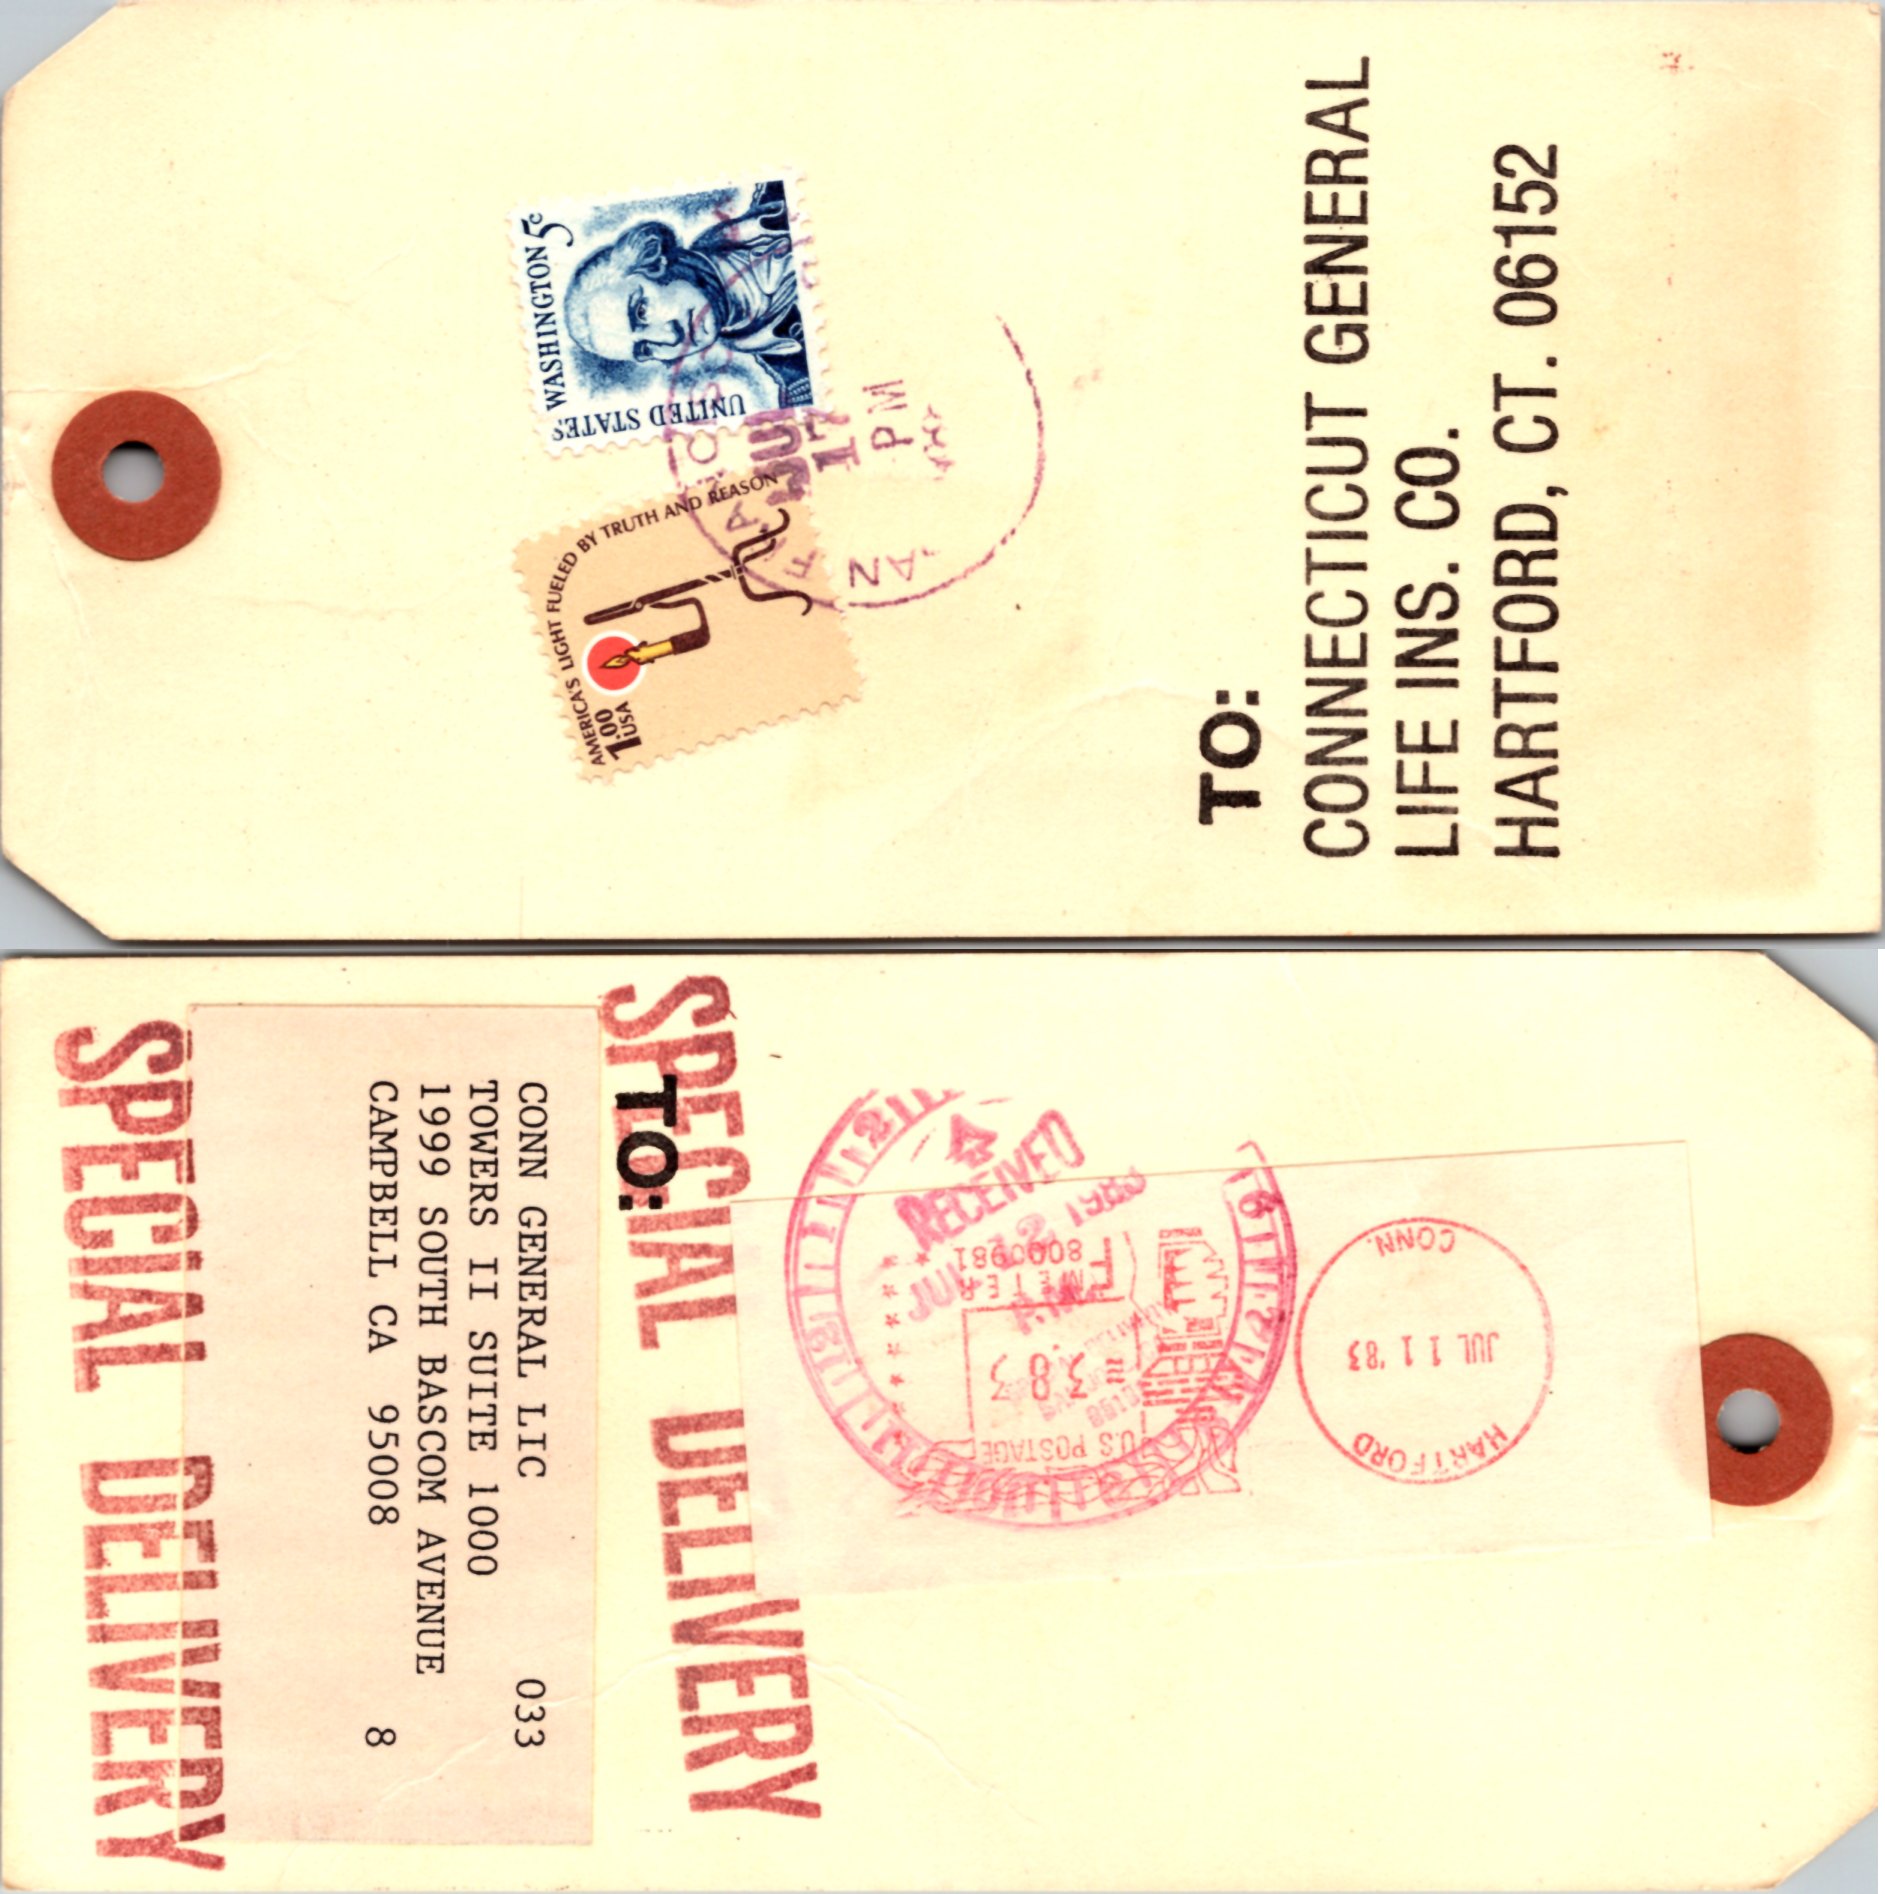 WASHINGTON 5c
UNITED STATES
AMERICA'S LIGHT FUELED BY TRUTH AND REASON
1.00
USA
PM
TO:
CONNECTICUT GENERAL
LIFE INS. CO.
HARTFORD, CT. 06152
SPECIAL DELIVERY
TO:
CONN GENERAL LIC 033
TOWERS II SUITE 1000
1999 SOUTH BASCOM AVENUE
CAMPBELL CA 95008 8
SPECIAL DELIVERY
RECEIVED
1983
HARTFORD
JUL 11 '83
CONN.
U.S POSTAGE
METER